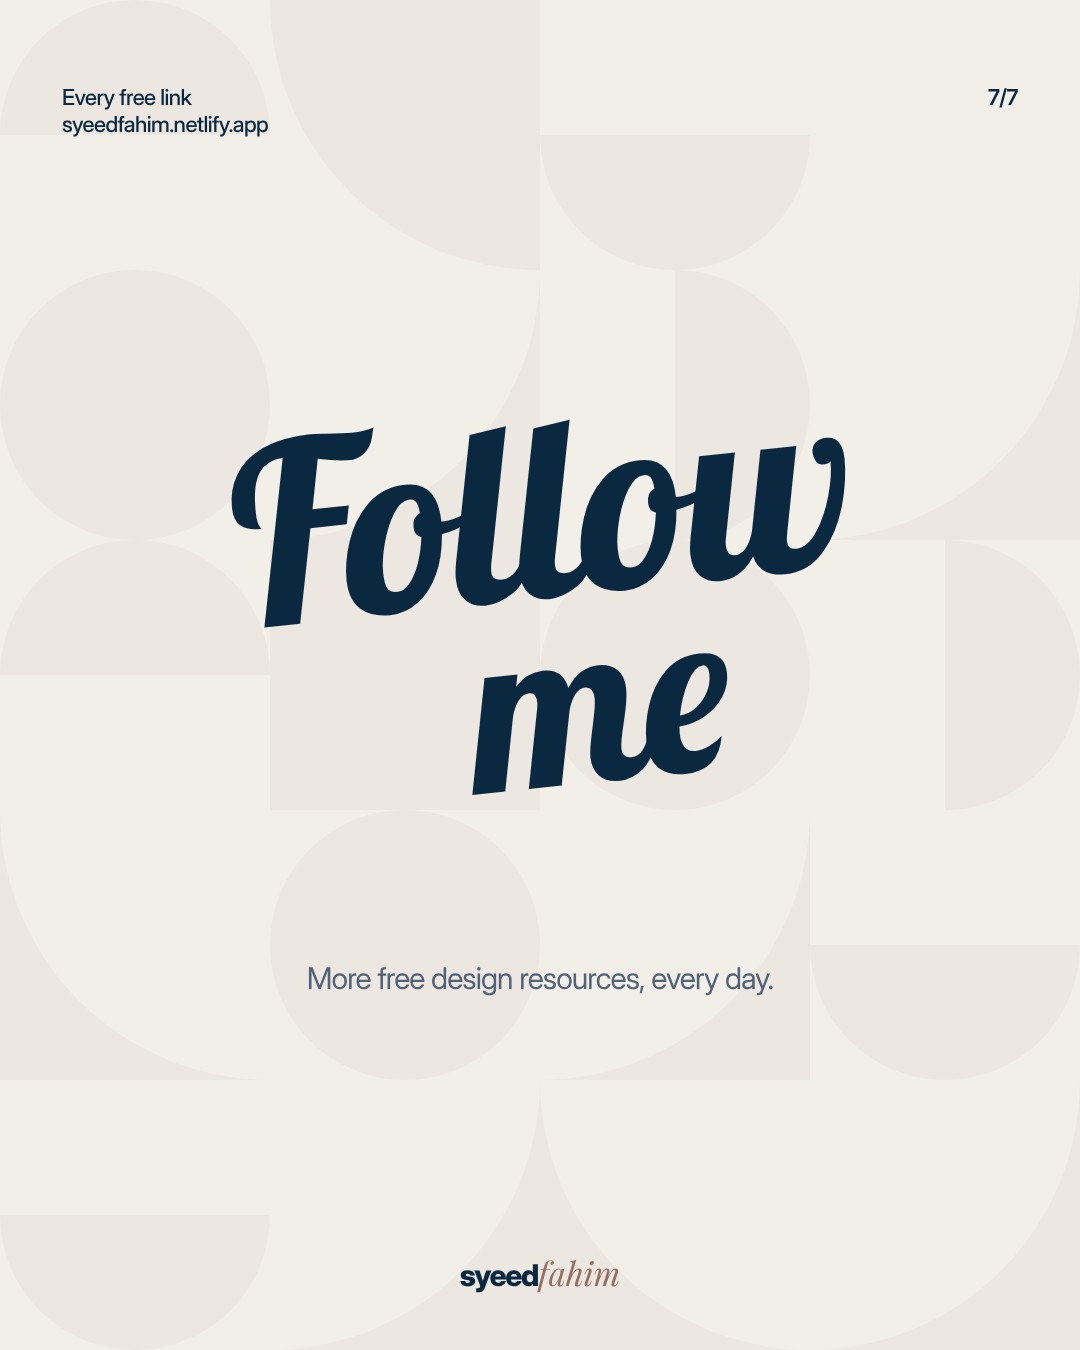 Every free link
syeedfahim.netlify.app
7/7
Follow
me
More free design resources, every day.
syeedfahim